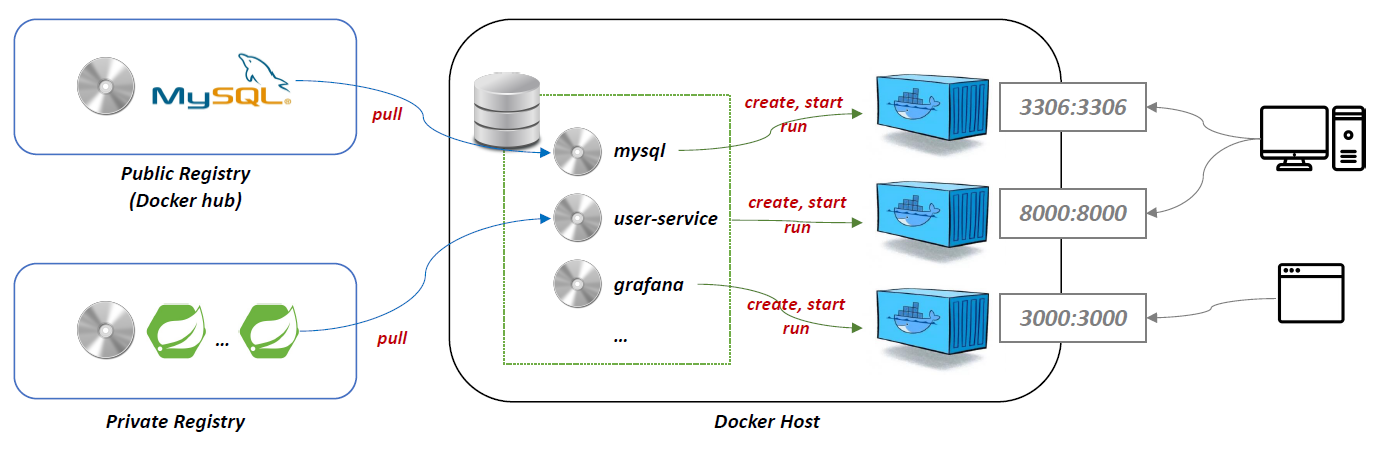 MySQL®
pull
Public Registry
(Docker hub)
... 
pull
Private Registry
mysql
user-service
grafana
...
create, start
run
create, start
run
create, start
run
3306:3306
8000:8000
3000:3000
Docker Host